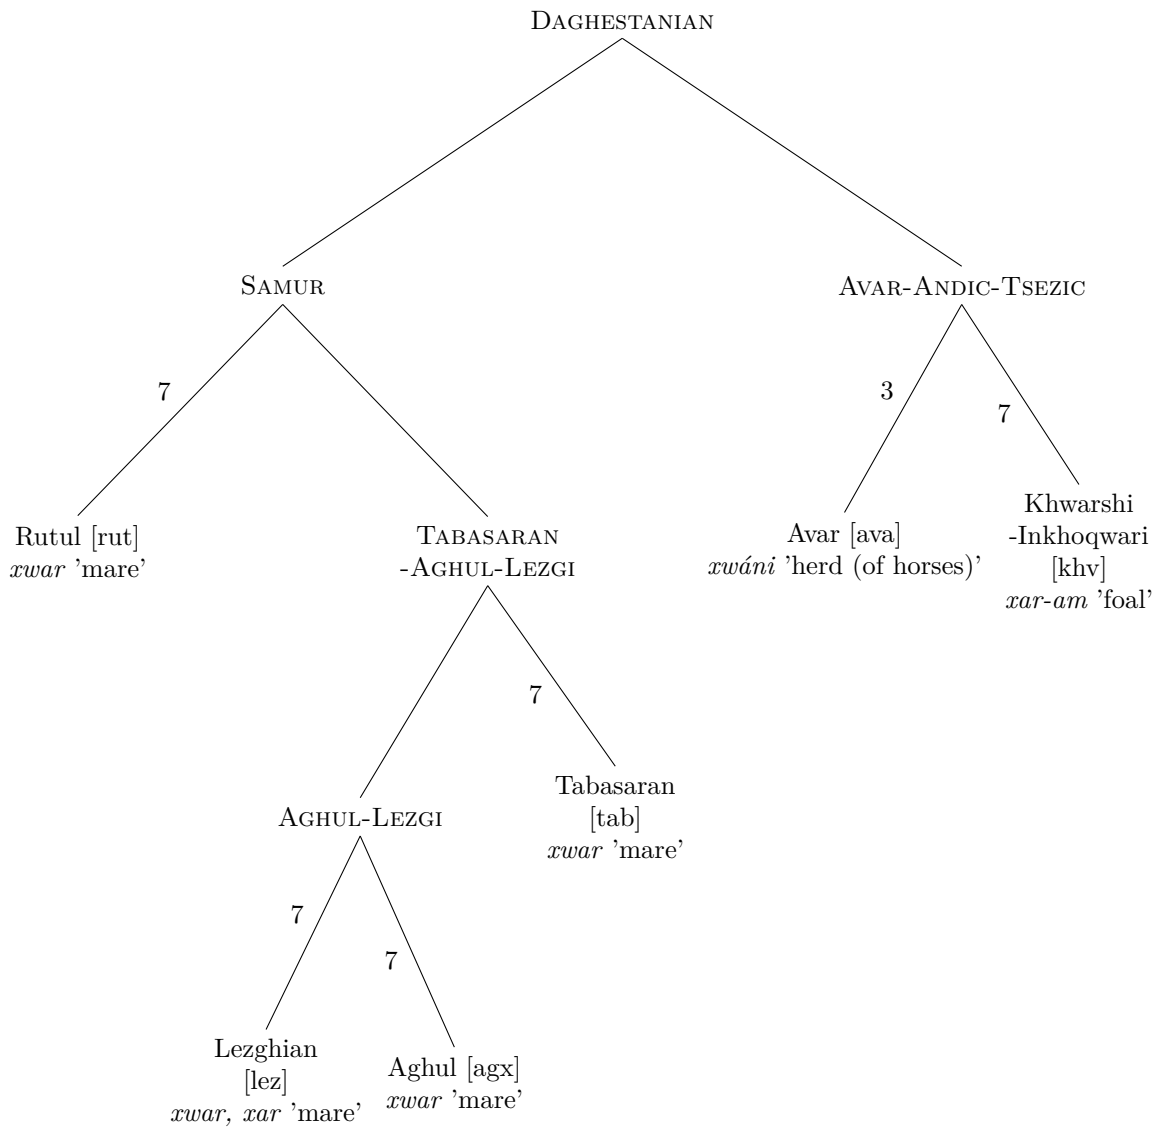 DAGHESTANIAN
SAMUR
AVAR-ANDIC-TSEZIC
7
3
7
Rutul [rut]
xwar 'mare'
TABASARAN
-AGHUL-LEZGI
Avar [ava]
xwáni 'herd (of horses)'
Khwarshi
-Inkhoqwari
[khv]
xar-am 'foal'
7
AGHUL-LEZGI
Tabasaran
[tab]
xwar 'mare'
7
7
Lezghian
[lez]
xwar, xar 'mare'
Aghul [agx]
xwar 'mare'